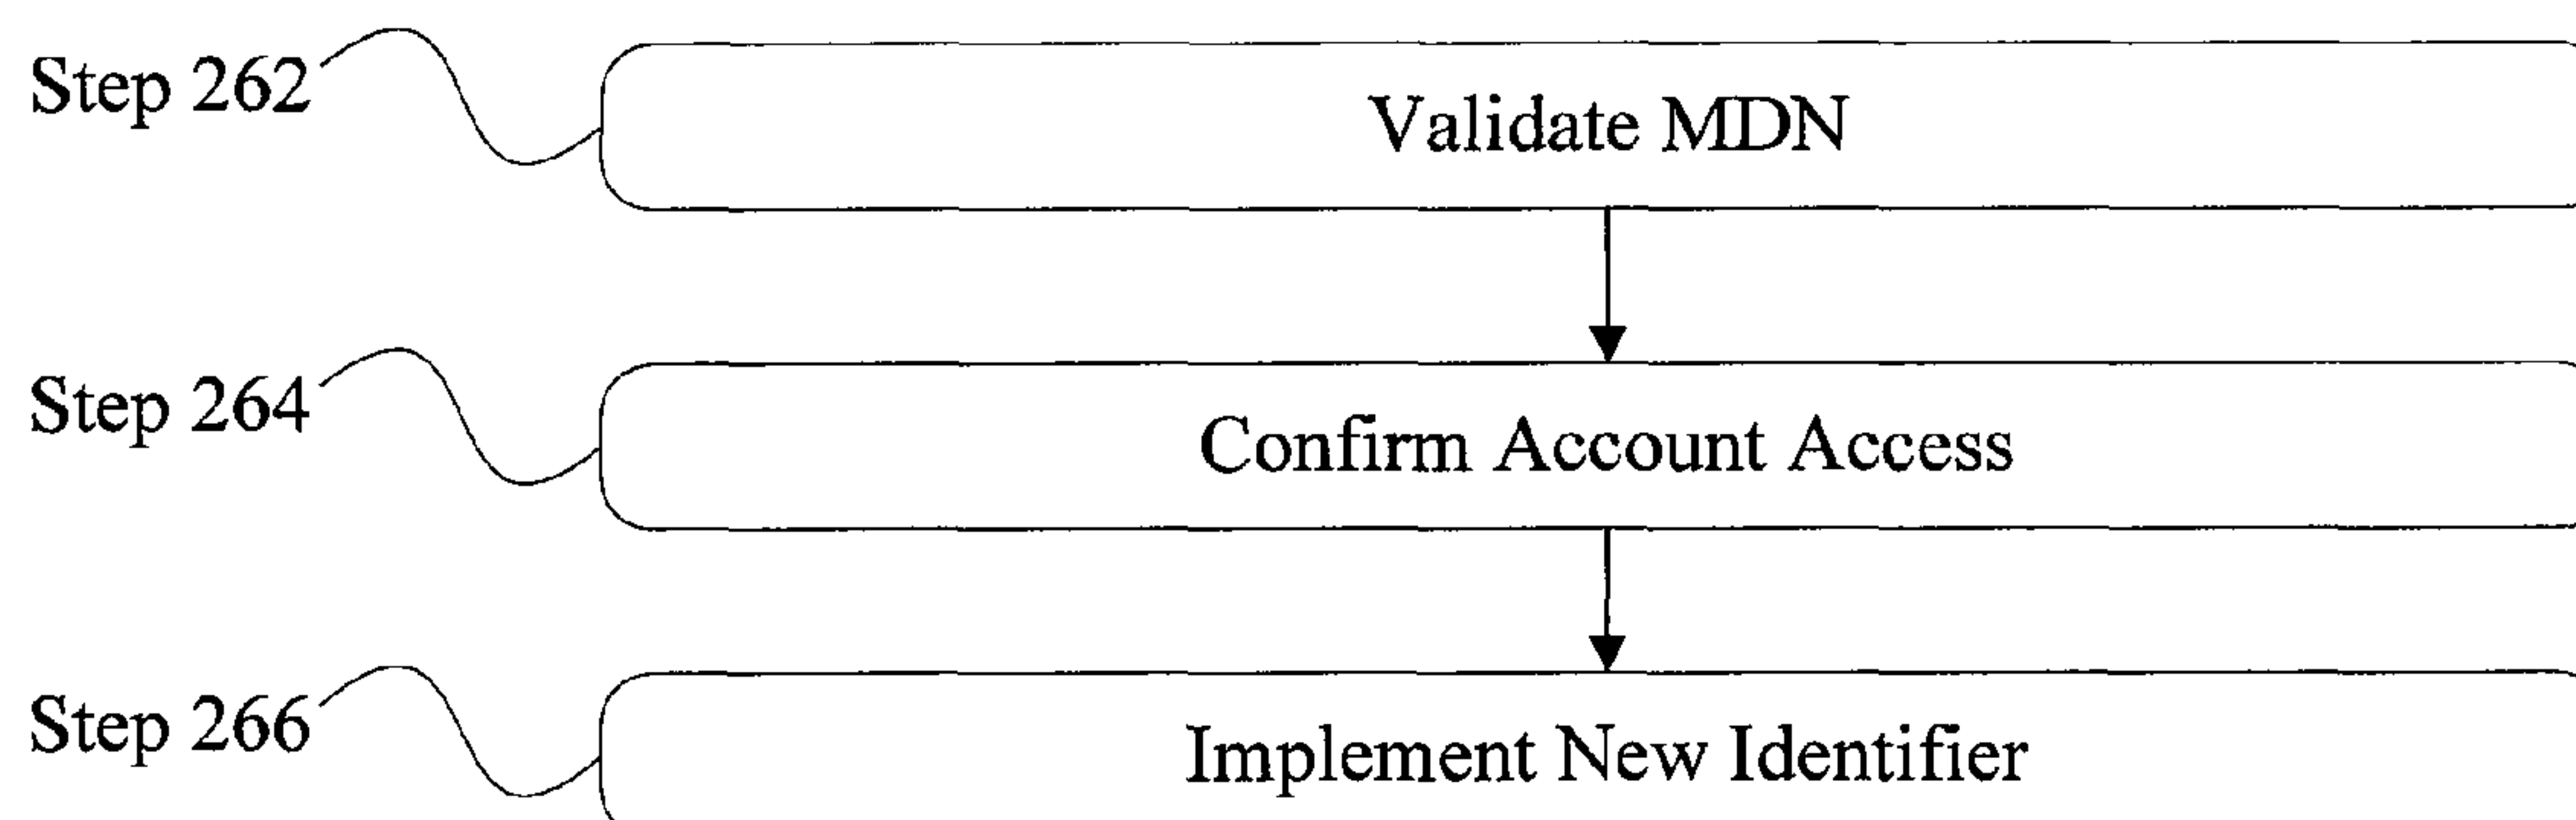 Step 262
Validate MDN
Step 264
Confirm Account Access
Step 266
Implement New Identifier